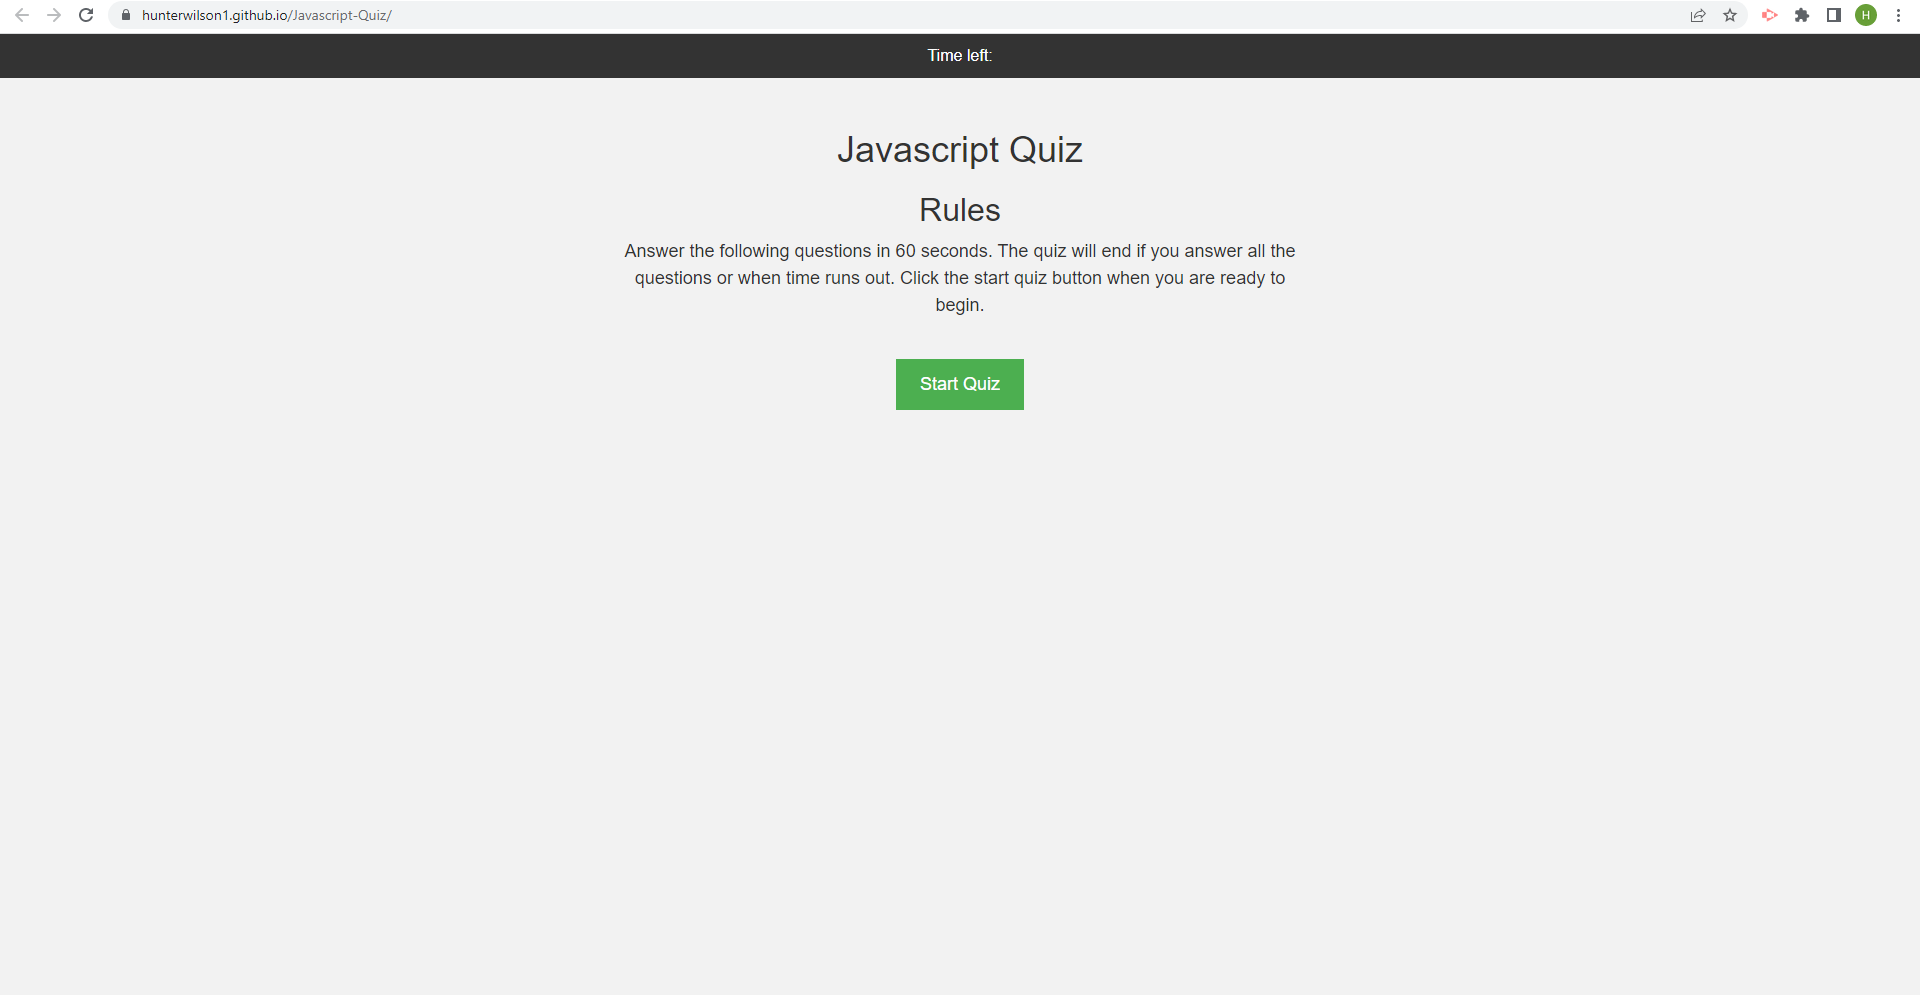 hunterwilson1.github.io/Javascript-Quiz/
H
Time left:
Javascript Quiz
Rules
Answer the following questions in 60 seconds. The quiz will end if you answer all the
questions or when time runs out. Click the start quiz button when you are ready to
begin.
Start Quiz